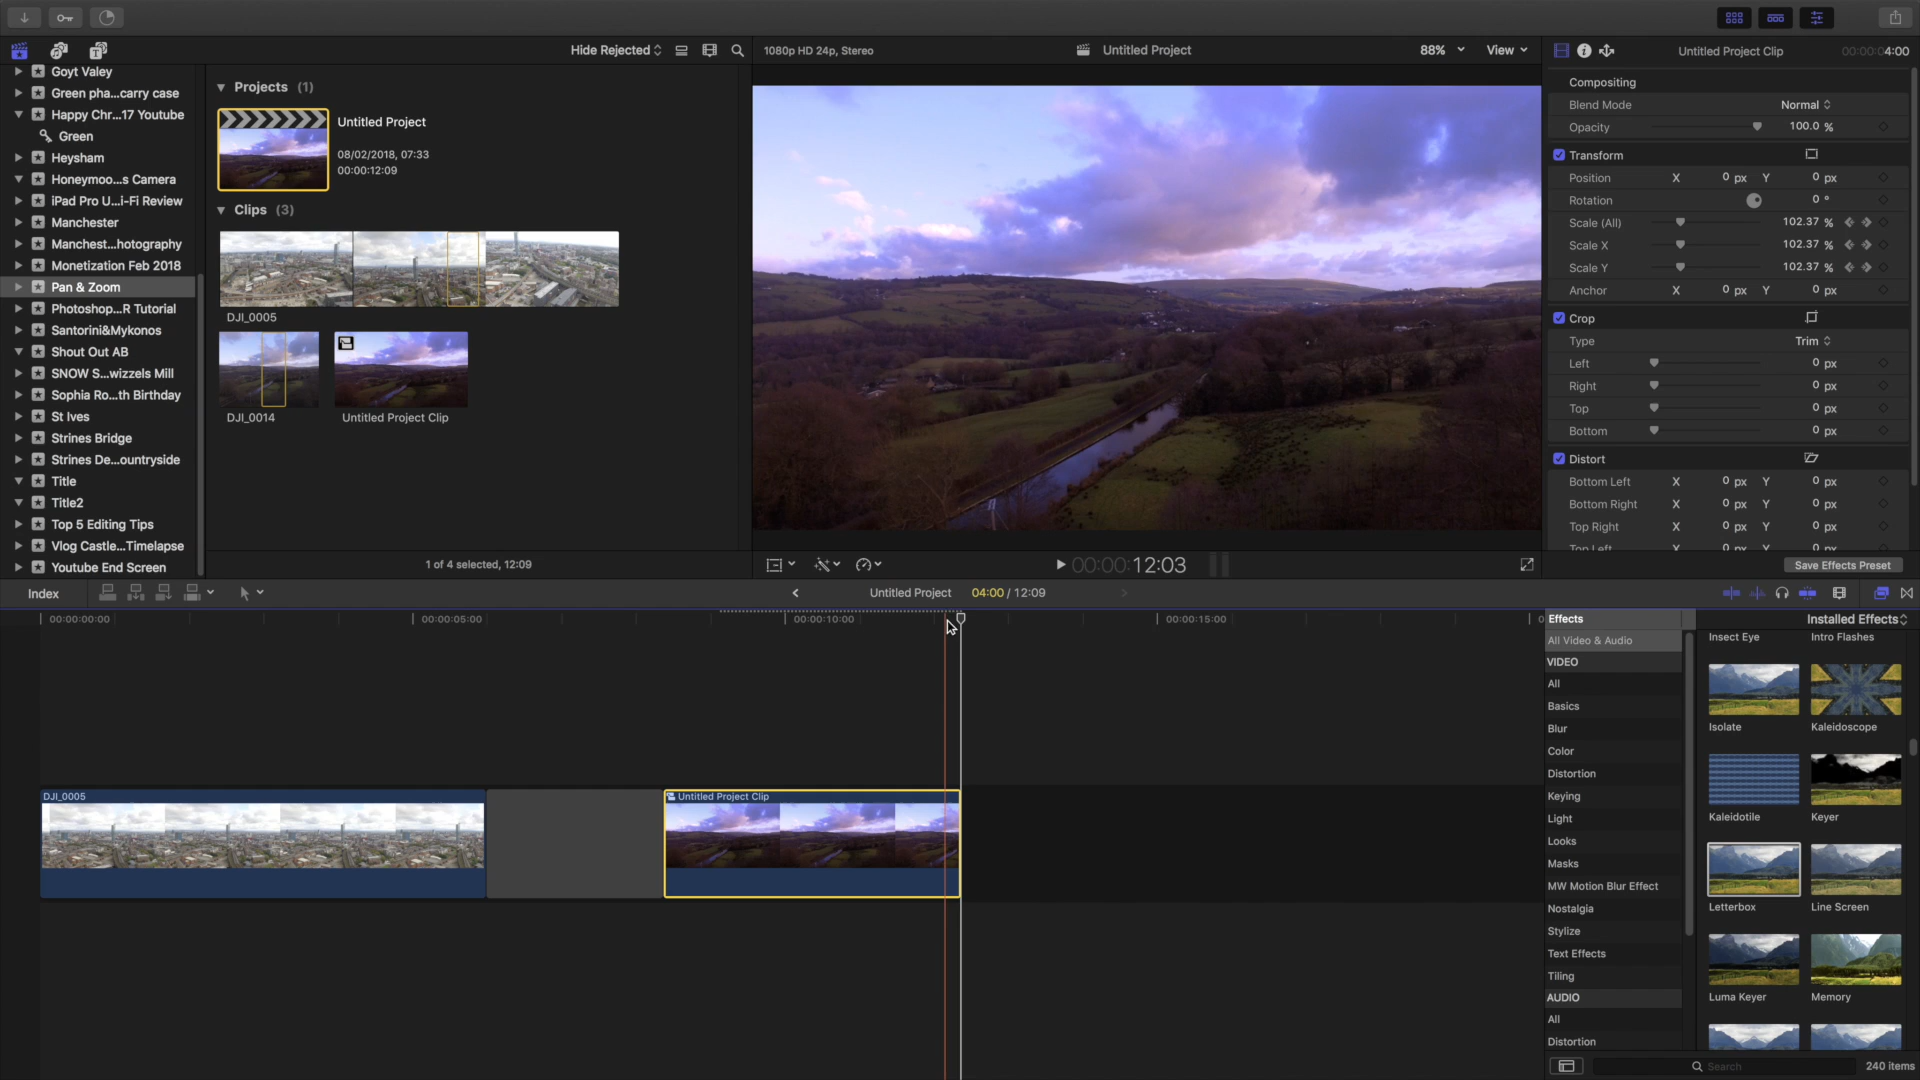 Hide Rejected
1080p HD 24p, Stereo
Untitled Project
88%
View
Untitled Project Clip
00:00:04:00
Goyt Valey
Green pha...carry case
Happy Chr...17 Youtube
Green
Heysham
Honeymoo...s Camera
iPad Pro U...i-Fi Review
Manchester
Manchest...hotography
Monetization Feb 2018
Pan & Zoom
Photoshop...R Tutorial
Santorini&Mykonos
Shout Out AB
SNOW S...wizzels Mill
Sophia Ro...th Birthday
St Ives
Strines Bridge
Strines De...ountryside
Title
Title2
Top 5 Editing Tips
Vlog Castle...Timelapse
Youtube End Screen
Projects (1)
Untitled Project
08/02/2018, 07:33
00:00:12:09
Clips (3)
DJI_0005
DJI_0014
Untitled Project Clip
1 of 4 selected, 12:09
00:00:12:03
Compositing
Blend Mode Normal
Opacity 100.0 %
Transform
Position X 0 px Y 0 px
Rotation 0 °
Scale (All) 102.37 %
Scale X 102.37 %
Scale Y 102.37 %
Anchor X 0 px Y 0 px
Crop
Type Trim
Left 0 px
Right 0 px
Top 0 px
Bottom 0 px
Distort
Bottom Left X 0 px Y 0 px
Bottom Right X 0 px Y 0 px
Top Right X 0 px Y 0 px
Top Left X 0 px Y 0 px
Save Effects Preset
Index
Untitled Project
04:00 / 12:09
00:00:00:00
00:00:05:00
00:00:10:00
00:00:15:00
DJI_0005
Untitled Project Clip
Effects
Installed Effects
All Video & Audio
VIDEO
All
Basics
Blur
Color
Distortion
Keying
Light
Looks
Masks
MW Motion Blur Effect
Nostalgia
Stylize
Text Effects
Tiling
AUDIO
All
Distortion
Insect Eye
Intro Flashes
Isolate
Kaleidoscope
Kaleidotile
Keyer
Letterbox
Line Screen
Luma Keyer
Memory
Search
240 items